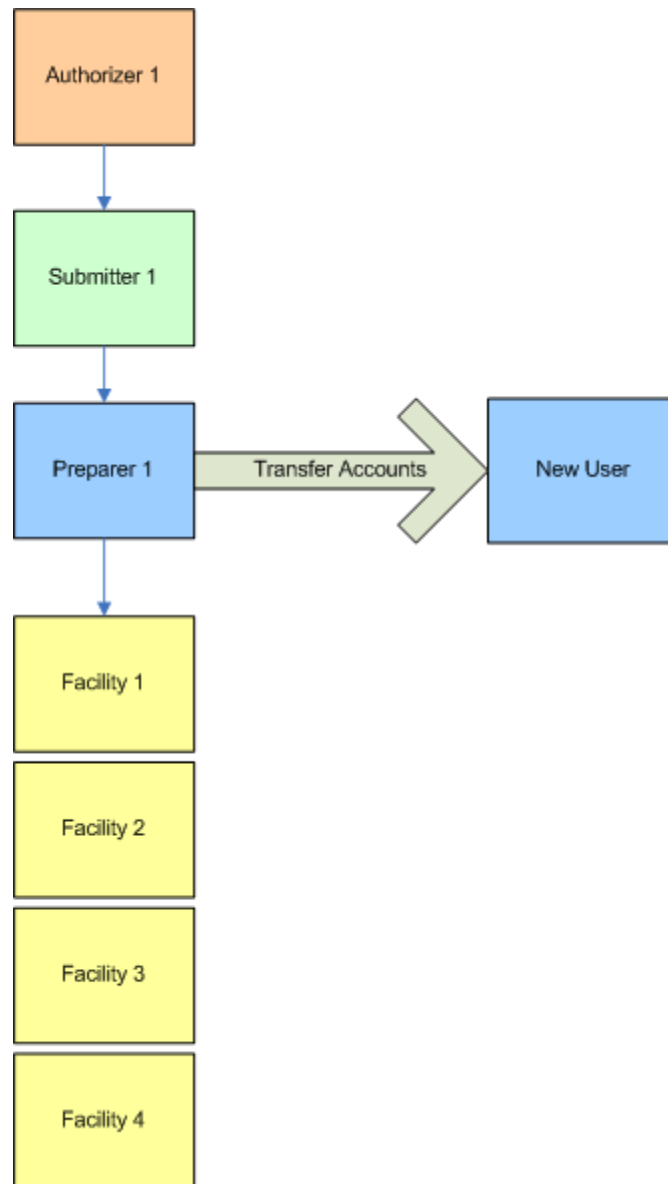 Authorizer 1
Submitter 1
Preparer 1
Transfer Accounts
New User
Facility 1
Facility 2
Facility 3
Facility 4